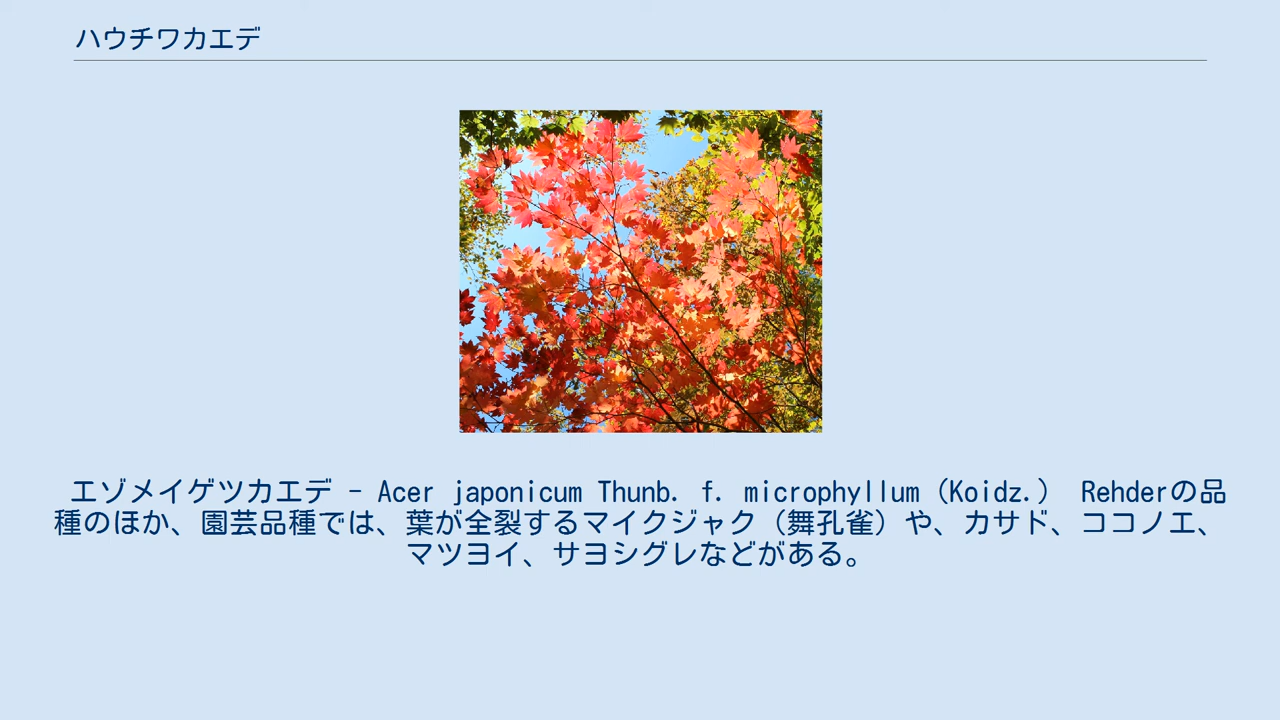 ハウチワカエデ
エゾメイゲツカエデ - Acer japonicum Thunb. f. microphyllum (Koidz.) Rehderの品
種のほか、園芸品種では、葉が全裂するマイクジャク（舞孔雀）や、カサド、ココノエ、
マツヨイ、サヨシグレなどがある。